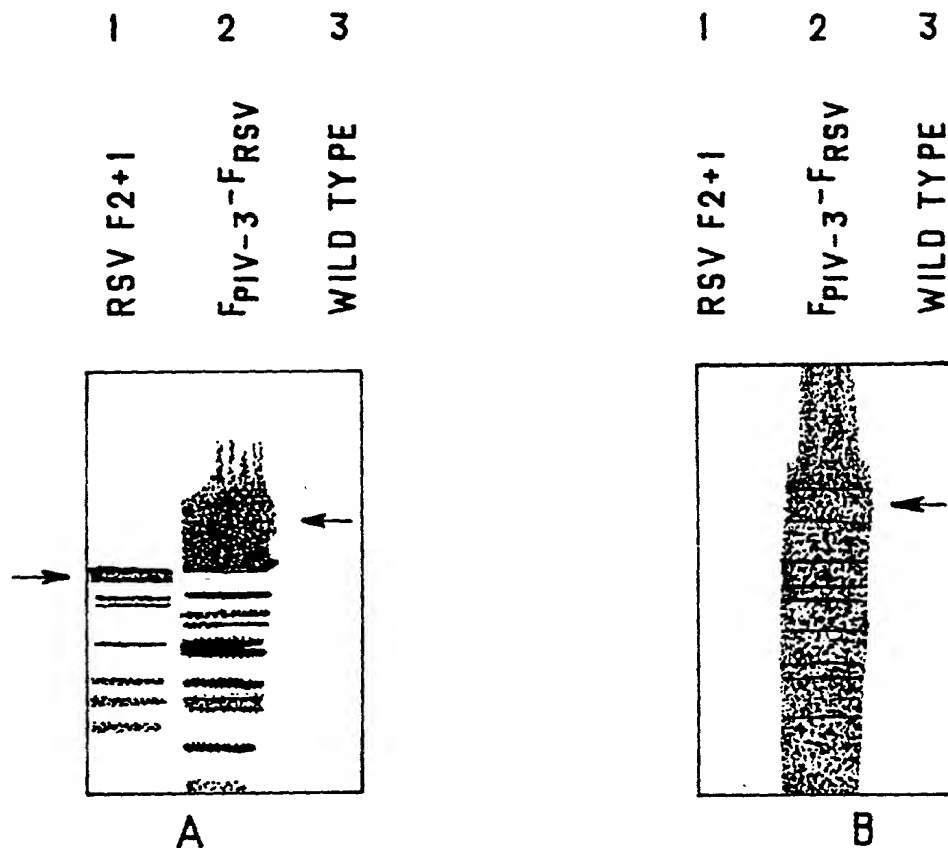 1 2 3
RSV F2+1
FPIV-3-FRSV
WILD TYPE
A
1 2 3
RSV F2+1
FPIV-3-FRSV
WILD TYPE
B